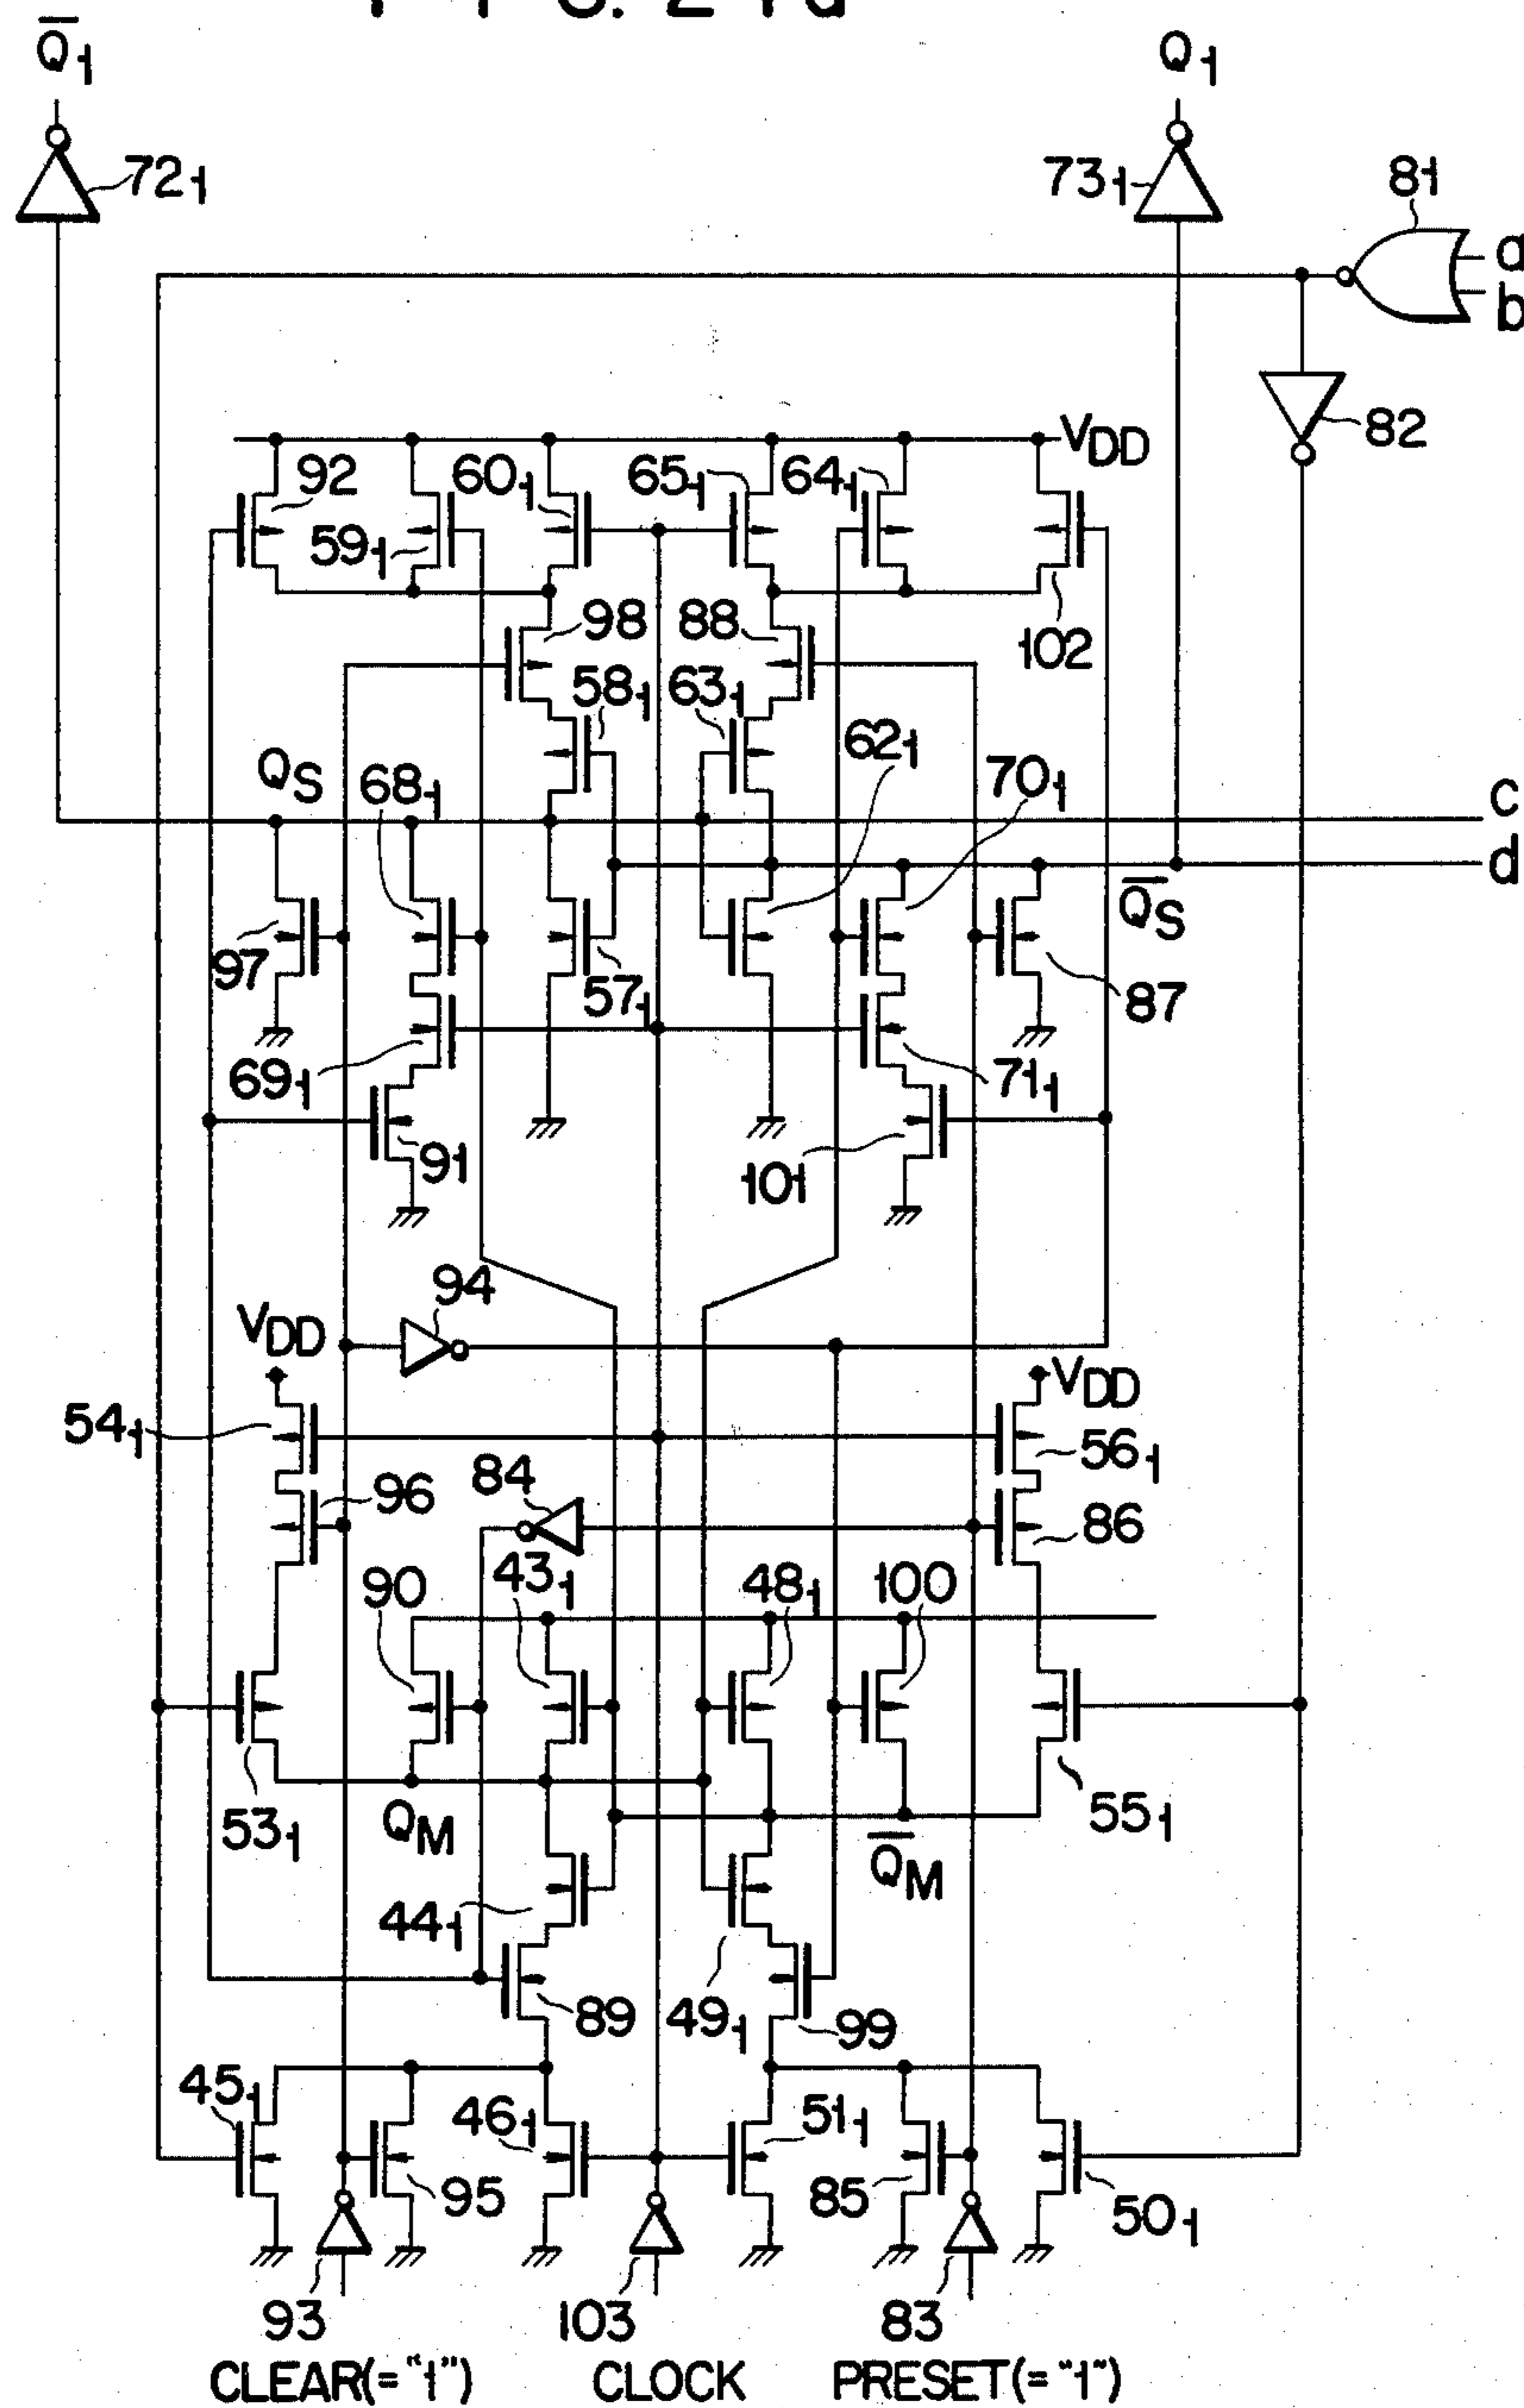 Q̅1 Q1
72₁ 73₁ 81
a
b
82
VDD
92 60₁ 65₁ 64₁
59₁
98 88 102
58₁ 63₁
62₁
QS 68₁ 70₁
c
d
Q̅S
97 57₁ 87
69₁ 71₁
91 101
94
VDD VDD
54₁ 56₁
96 84 86
90 43₁ 48₁ 100
53₁ QM Q̅M 55₁
44₁
89 49₁ 99
45₁ 46₁ 51₁
95 85 50₁
93 103 83
CLEAR(="1") CLOCK PRESET(="1")